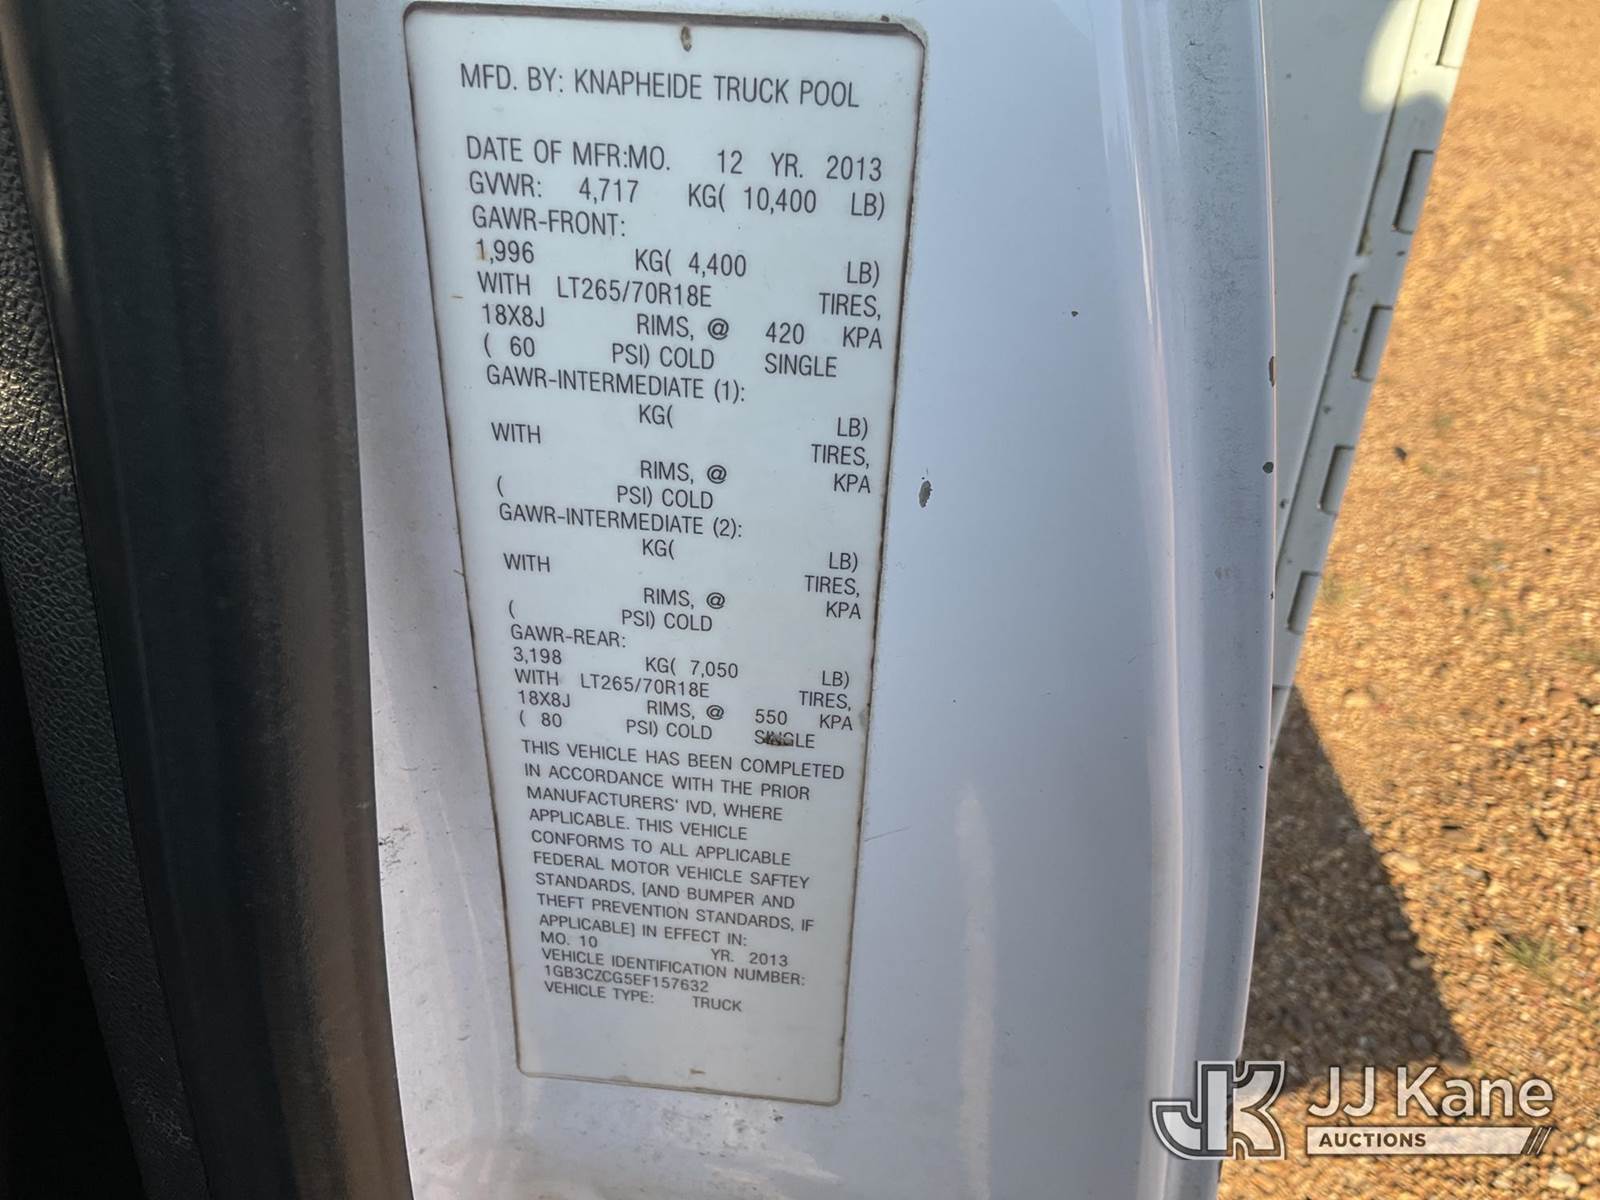 MFD. BY: KNAPHEIDE TRUCK POOL
DATE OF MFR:MO. 12 YR. 2013
GVWR: 4,717 KG( 10,400 LB)
GAWR-FRONT:
1,996 KG( 4,400 LB)
WITH LT265/70R18E TIRES,
18X8J RIMS, @ 420 KPA
( 60 PSI) COLD SINGLE
GAWR-INTERMEDIATE (1):
KG( LB)
WITH TIRES,
RIMS, @ KPA
( PSI) COLD
GAWR-INTERMEDIATE (2):
KG( LB)
WITH TIRES,
RIMS, @ KPA
( PSI) COLD
GAWR-REAR:
3,198 KG( 7,050 LB)
WITH LT265/70R18E TIRES,
18X8J RIMS, @ 550 KPA
( 80 PSI) COLD SINGLE
THIS VEHICLE HAS BEEN COMPLETED
IN ACCORDANCE WITH THE PRIOR
MANUFACTURERS' IVD, WHERE
APPLICABLE. THIS VEHICLE
CONFORMS TO ALL APPLICABLE
FEDERAL MOTOR VEHICLE SAFTEY
STANDARDS, [AND BUMPER AND
THEFT PREVENTION STANDARDS, IF
APPLICABLE] IN EFFECT IN:
MO. 10 YR. 2013
VEHICLE IDENTIFICATION NUMBER:
1GB3CZCG5EF157632
VEHICLE TYPE: TRUCK
JK JJ Kane
AUCTIONS